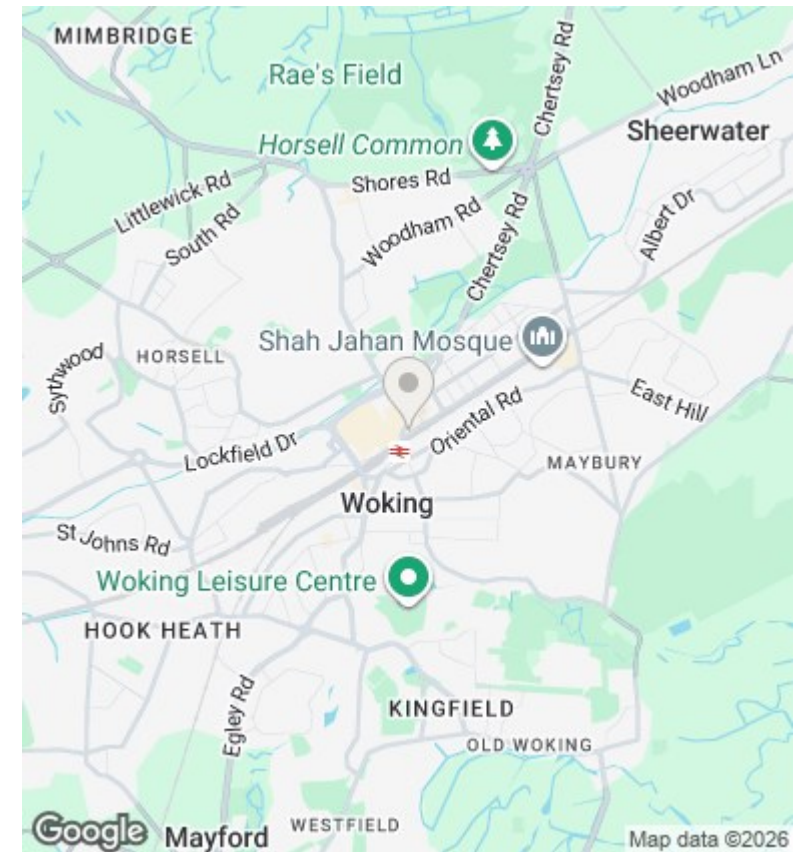 MIMBRIDGE
Rae's Field
Chertsey Rd
Woodham Ln
Horsell Common
Sheerwater
Shores Rd
Littlewick Rd
South Rd
Woodham Rd
Chertsey Rd
Albert Dr
Shah Jahan Mosque
Sythwood
HORSELL
East Hill
Oriental Rd
Lockfield Dr
MAYBURY
Woking
St Johns Rd
Woking Leisure Centre
HOOK HEATH
Egley Rd
KINGFIELD
OLD WOKING
Google
Mayford
WESTFIELD
Map data ©2026